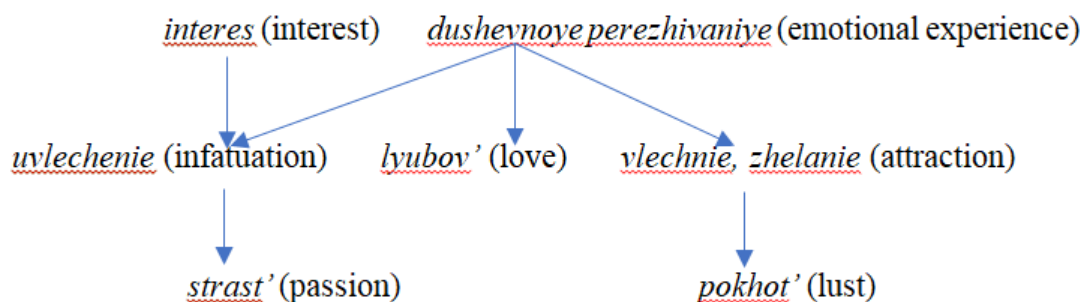 interes (interest) dushevnoye perezhivaniye (emotional experience)
uvlechenie (infatuation) lyubov’ (love) vlechnie, zhelanie (attraction)
strast’ (passion) pokhot’ (lust)